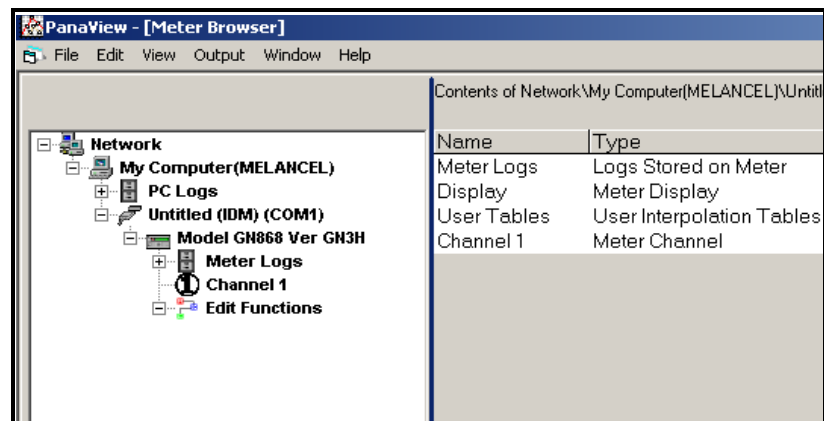 PanaView - [Meter Browser]
File Edit View Output Window Help
Contents of Network\My Computer(MELANCEL)\Untitl
Network
My Computer(MELANCEL)
PC Logs
Untitled (IDM) (COM1)
Model GN868 Ver GN3H
Meter Logs
1 Channel 1
Edit Functions
Name Type
Meter Logs Logs Stored on Meter
Display Meter Display
User Tables User Interpolation Tables
Channel 1 Meter Channel